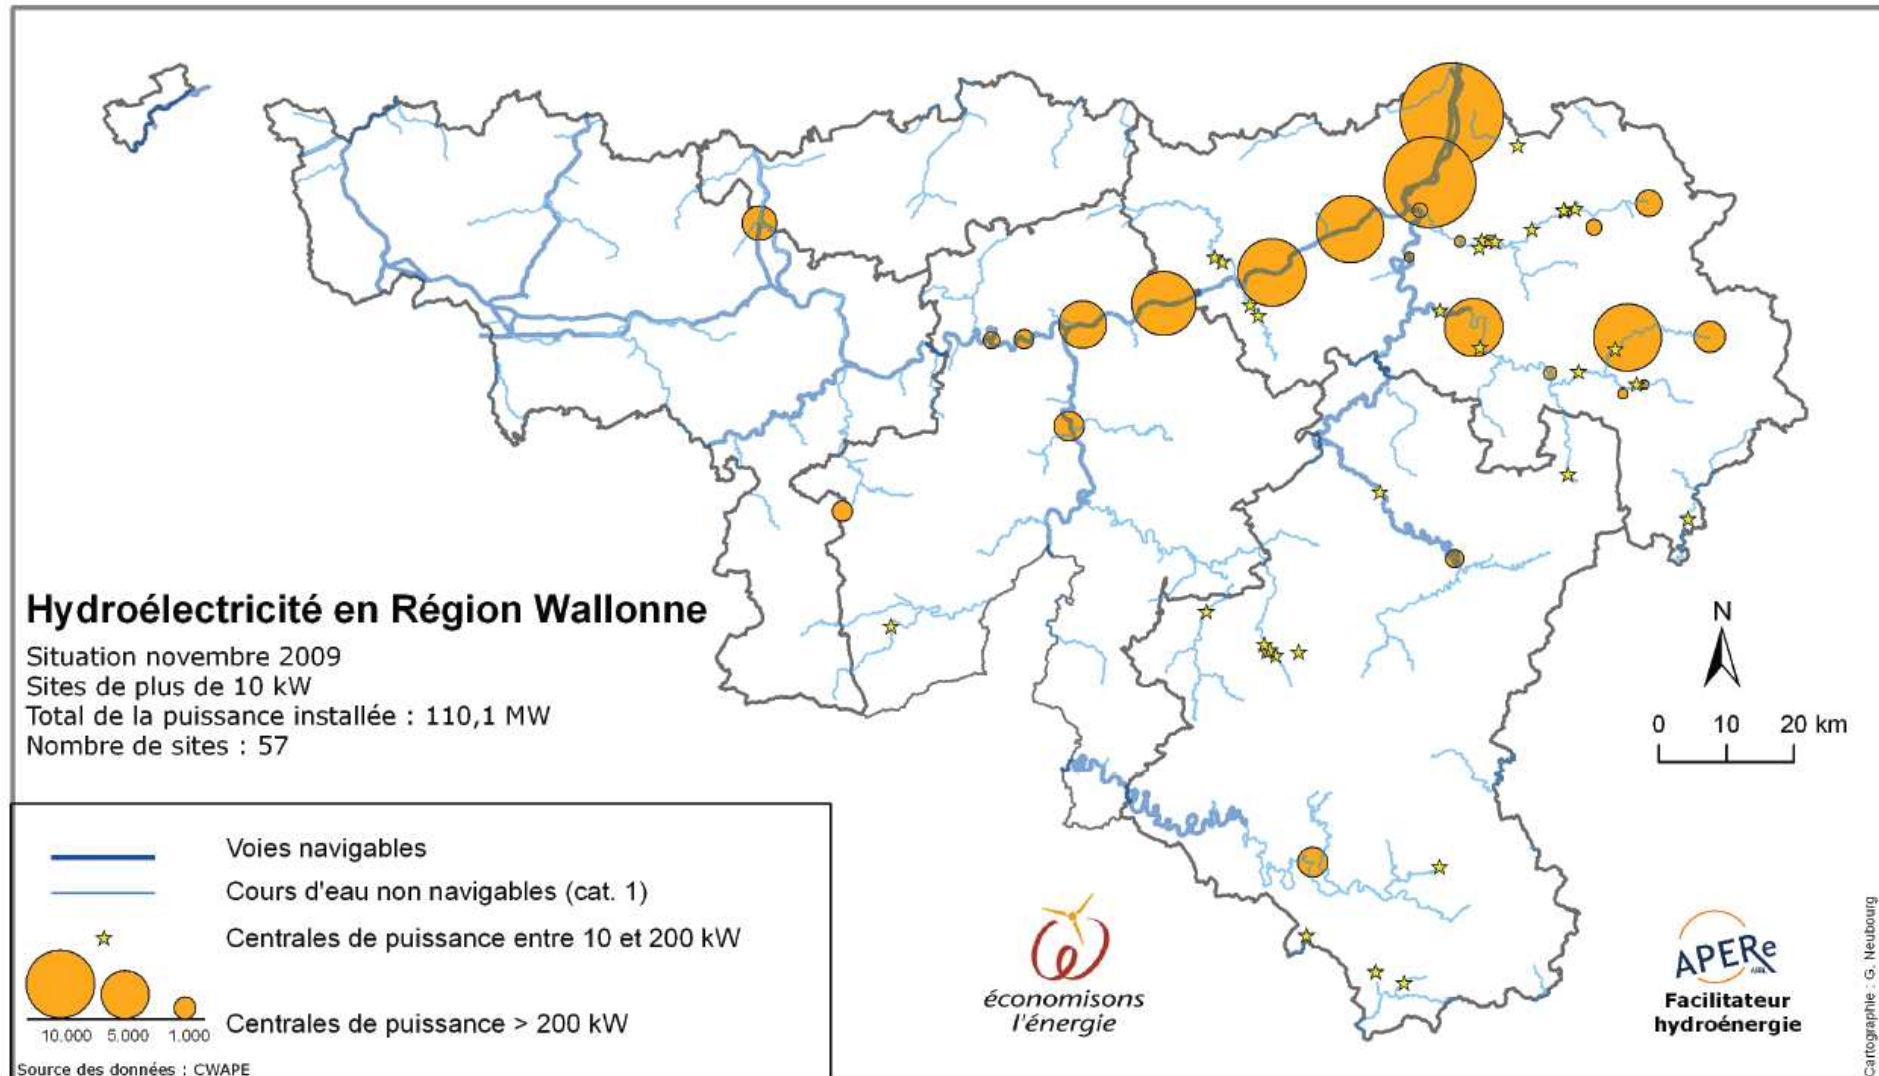 Hydroélectricité en Région Wallonne
Situation novembre 2009
Sites de plus de 10 kW
Total de la puissance installée : 110,1 MW
Nombre de sites : 57
N
0 10 20 km
Voies navigables
Cours d'eau non navigables (cat. 1)
Centrales de puissance entre 10 et 200 kW
Centrales de puissance > 200 kW
10.000 5.000 1.000
Source des données : CWAPE
économisons
l'énergie
APERe
Facilitateur
hydroénergie
Cartographie : G. Neubourg